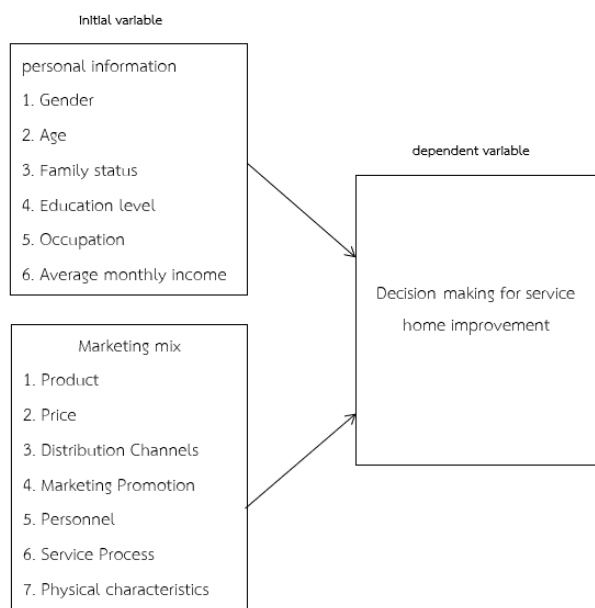 Initial variable
personal information
1. Gender
2. Age
3. Family status
4. Education level
5. Occupation
6. Average monthly income
Marketing mix
1. Product
2. Price
3. Distribution Channels
4. Marketing Promotion
5. Personnel
6. Service Process
7. Physical characteristics
dependent variable
Decision making for service
home improvement